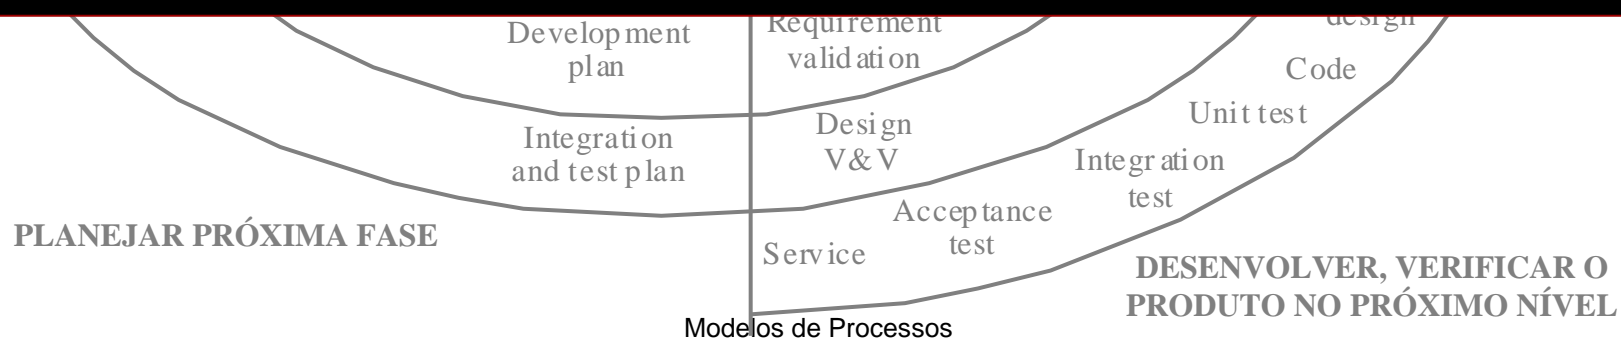 Development
plan
Requirement
validation
design
Code
Unit test
Integration
test
Acceptance
test
Service
Design
V&V
Integration
and test plan
PLANEJAR PRÓXIMA FASE
DESENVOLVER, VERIFICAR O
PRODUTO NO PRÓXIMO NÍVEL
Modelos de Processos